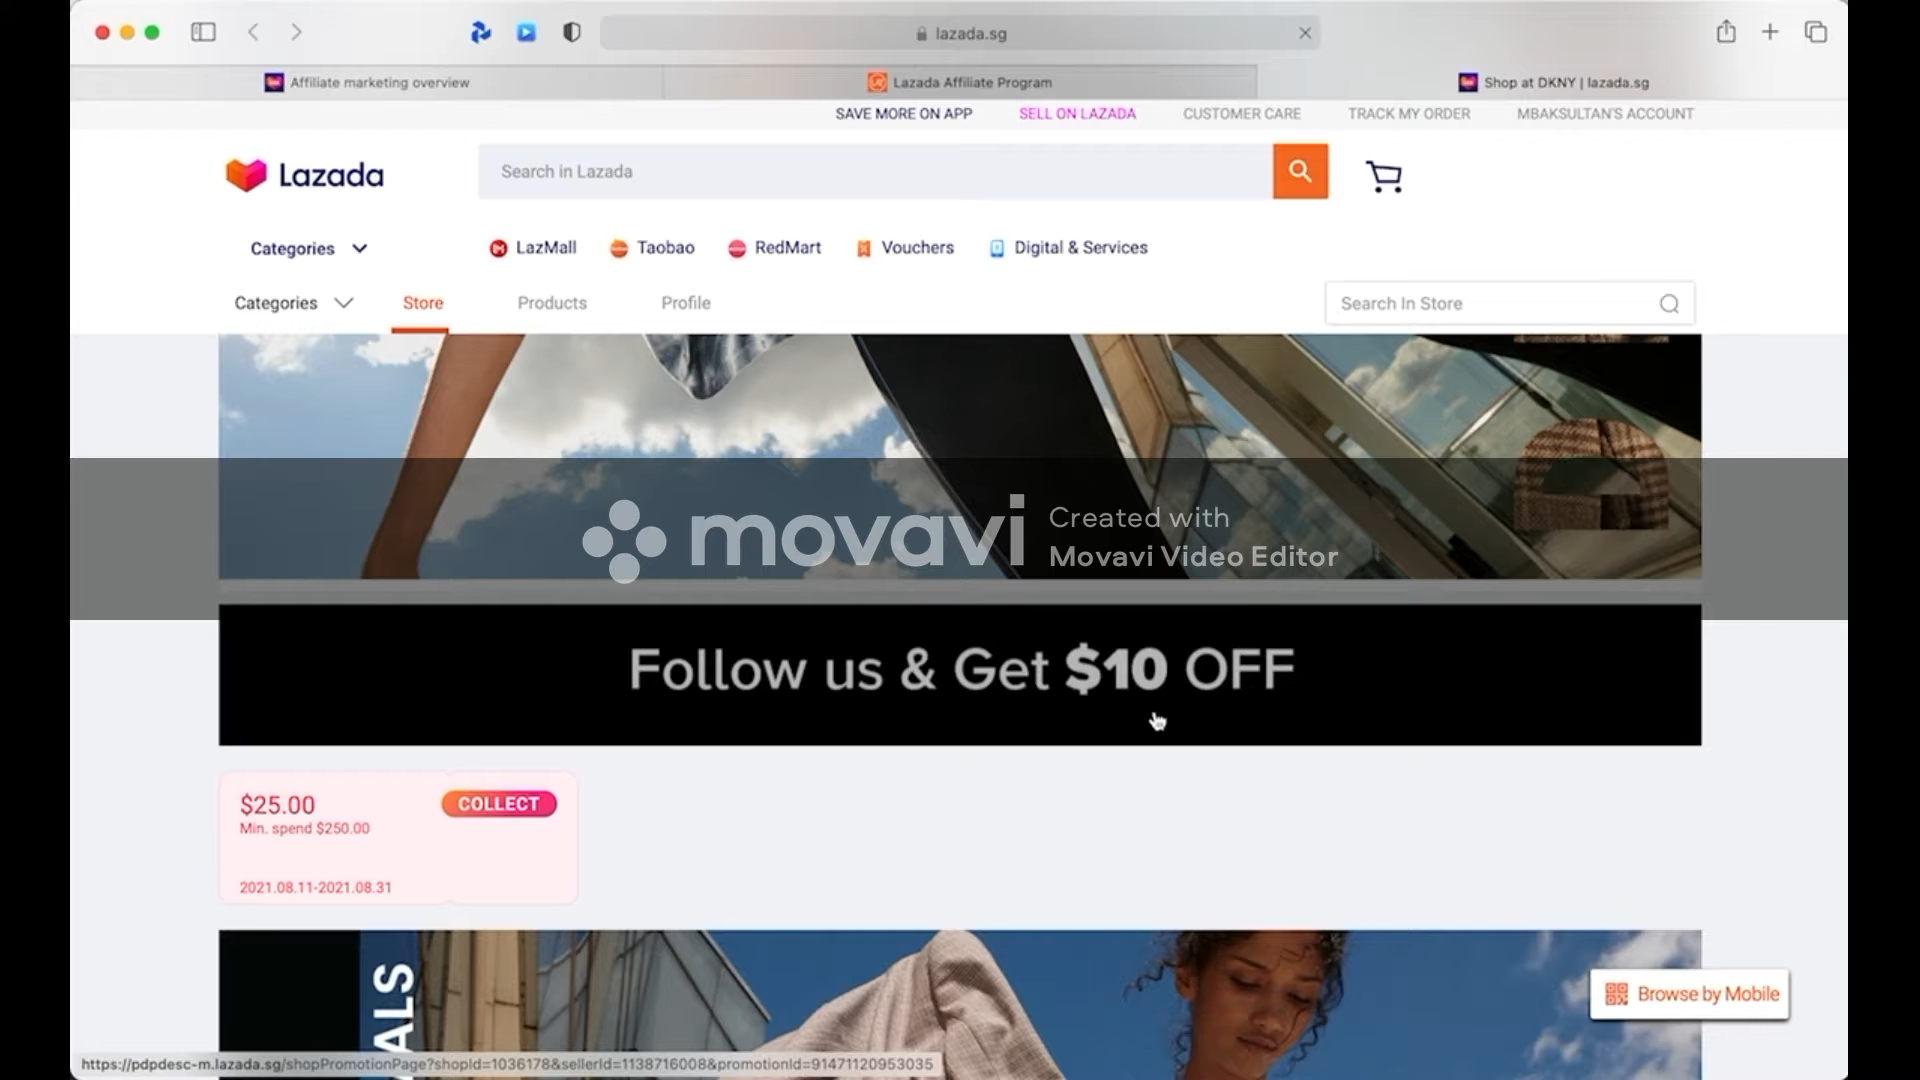 lazada.sg
Affiliate marketing overview
Lazada Affiliate Program
Shop at DKNY | lazada.sg
SAVE MORE ON APP
SELL ON LAZADA
CUSTOMER CARE
TRACK MY ORDER
MBAKSULTAN'S ACCOUNT
Lazada
Search in Lazada
Categories
LazMall
Taobao
RedMart
Vouchers
Digital & Services
Categories
Store
Products
Profile
Search In Store
movavi
Created with
Movavi Video Editor
Follow us & Get $10 OFF
$25.00
COLLECT
Min. spend $250.00
2021.08.11-2021.08.31
ALS
Browse by Mobile
https://pdpdesc-m.lazada.sg/shopPromotionPage?shopId=1036178&sellerId=1138716008&promotionId=91471120953035